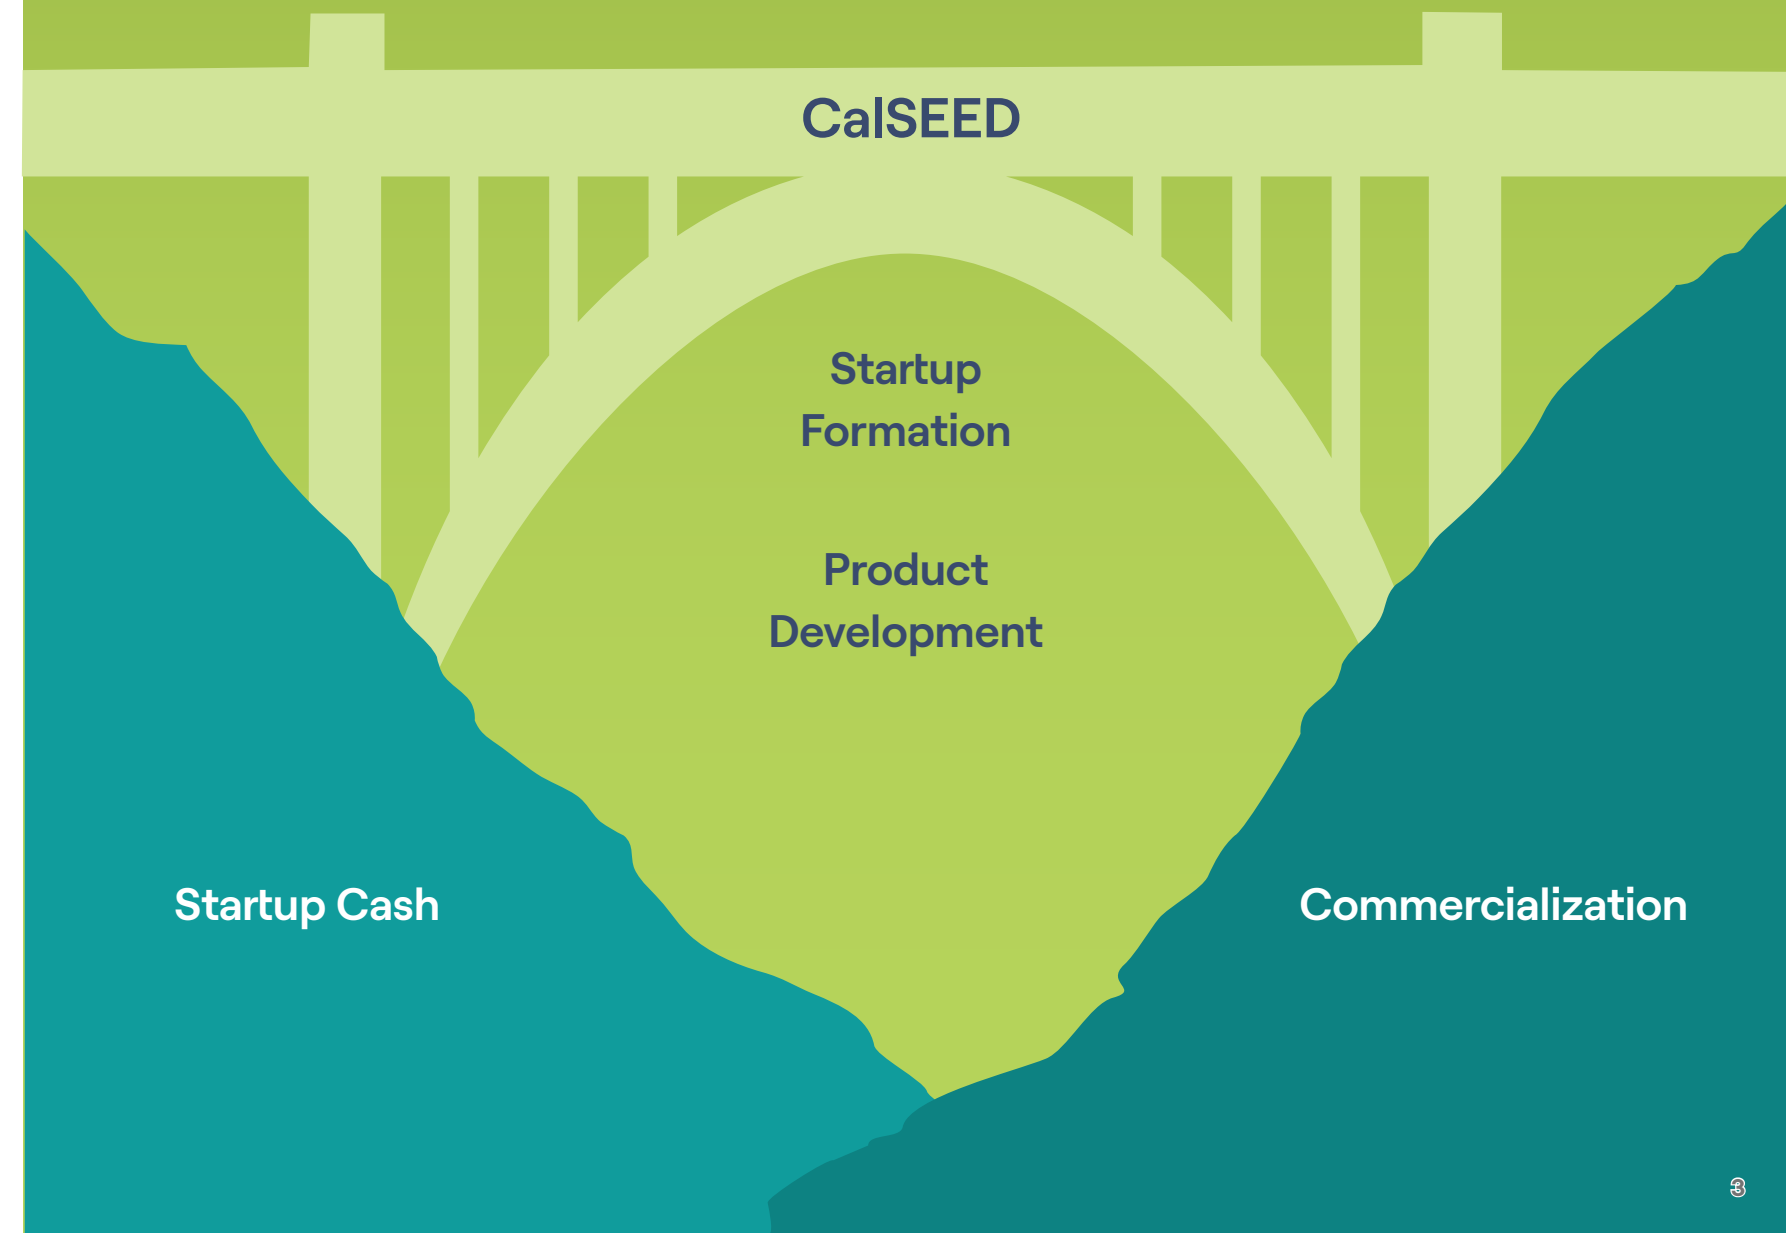 CalSEED
Startup
Formation
Product
Development
Startup Cash
Commercialization
3